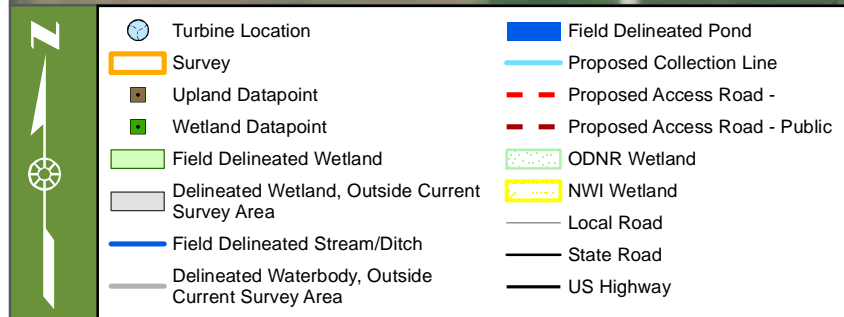 N
Turbine Location
Survey
Upland Datapoint
Wetland Datapoint
Field Delineated Wetland
Delineated Wetland, Outside Current
Survey Area
Field Delineated Stream/Ditch
Delineated Waterbody, Outside
Current Survey Area
Field Delineated Pond
Proposed Collection Line
Proposed Access Road -
Proposed Access Road - Public
ODNR Wetland
NWI Wetland
Local Road
State Road
US Highway